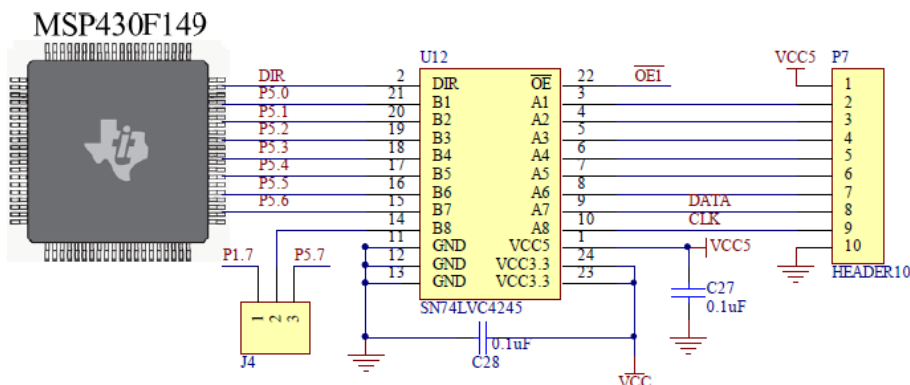 MSP430F149
U12
P7
VCC5
DIR 2 DIR OE 22 OE1 1
P5.0 21 B1 A1 3 2
P5.1 20 B2 A2 4 3
P5.2 19 B3 A3 5 4
P5.3 18 B4 A4 6 5
P5.4 17 B5 A5 7 6
P5.5 16 B6 A6 8 7
P5.6 15 B7 A7 9 DATA 8
14 B8 A8 10 CLK 9
11 GND VCC5 1 VCC5 10
12 GND VCC3.3 24
13 GND VCC3.3 23
HEADER10
P1.7 P5.7
1 2 3
J4
SN74LVC4245
C27
0.1uF
0.1uF
C28
VCC